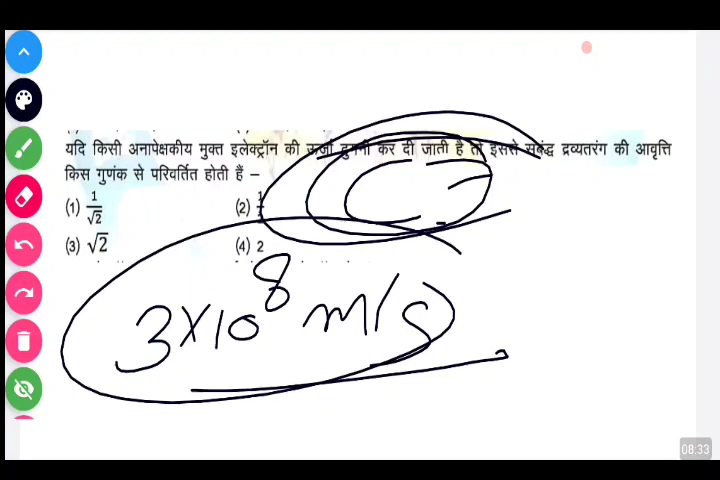 यदि किसी अनापेक्षकीय मुक्त इलेक्ट्रॉन की ऊर्जा दुगनी कर दी जाती है तो इससे संबंद्ध द्रव्यतरंग की आवृत्ति
किस गुणंक से परिवर्तित होती हैं –
(1) 1/√2 (2)
(3) √2 (4) 2
3×10⁸ m/s
08:33